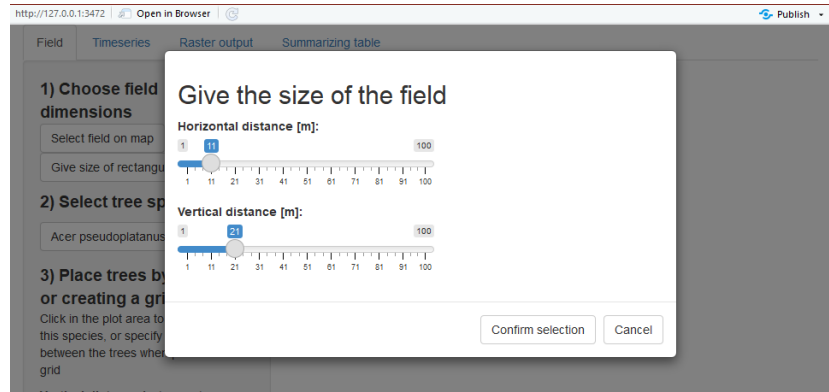 http://127.0.0.1:3472 Open in Browser Publish
Field Timeseries Raster output Summarizing table
1) Choose field
dimensions
Select field on map
Give size of rectangu
2) Select tree sp
Acer pseudoplatanus
3) Place trees by
or creating a gri
Click in the plot area to
this species, or specify
between the trees wher
grid
Give the size of the field
Horizontal distance [m]:
1 11 100
1 11 21 31 41 51 61 71 81 91 100
Vertical distance [m]:
1 21 100
1 11 21 31 41 51 61 71 81 91 100
Confirm selection Cancel